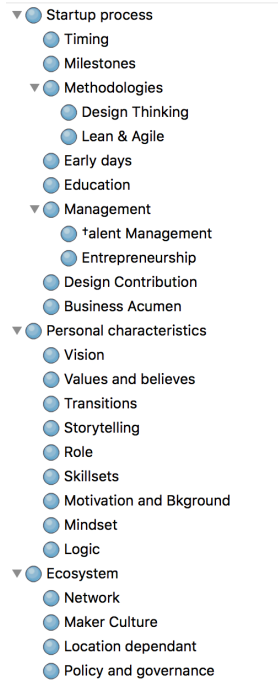 Startup process
Timing
Milestones
Methodologies
Design Thinking
Lean & Agile
Early days
Education
Management
†alent Management
Entrepreneurship
Design Contribution
Business Acumen
Personal characteristics
Vision
Values and believes
Transitions
Storytelling
Role
Skillsets
Motivation and Bkground
Mindset
Logic
Ecosystem
Network
Maker Culture
Location dependant
Policy and governance